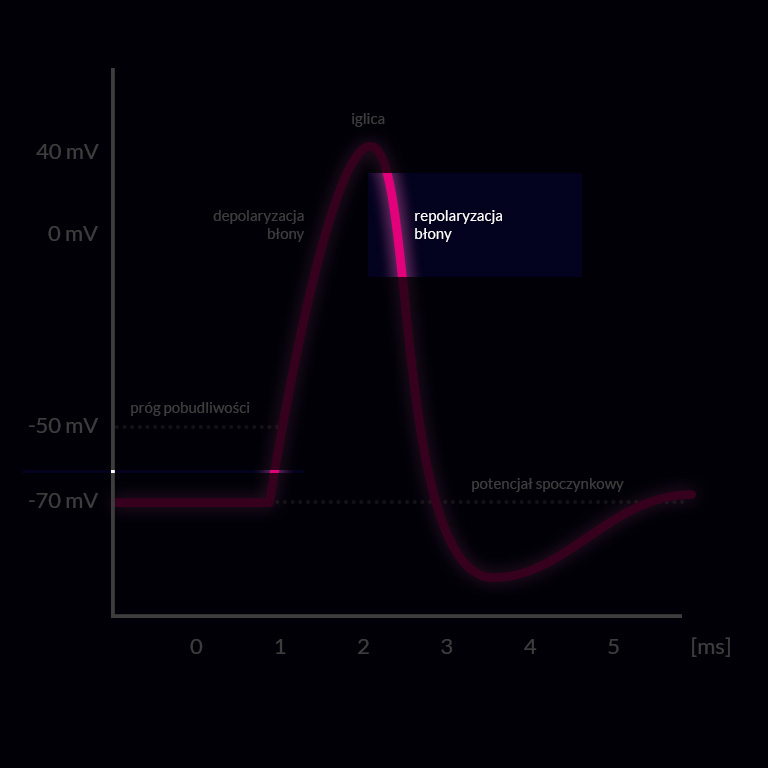 iglica
40 mV
depolaryzacja
błony
repolaryzacja
błony
0 mV
próg pobudliwości
-50 mV
potencjał spoczynkowy
-70 mV
0 1 2 3 4 5 [ms]